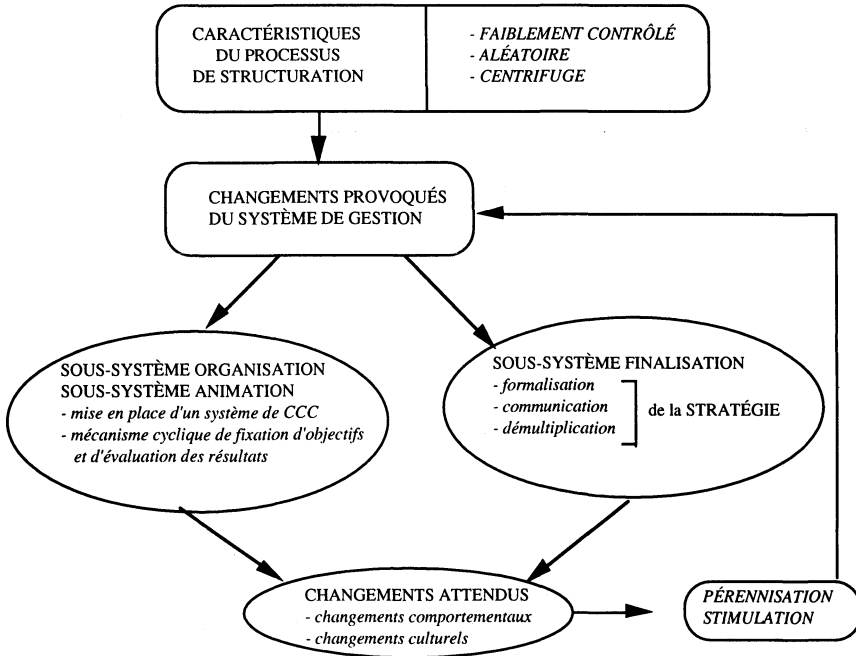 CARACTÉRISTIQUES
DU PROCESSUS
DE STRUCTURATION
- FAIBLEMENT CONTRÔLÉ
- ALÉATOIRE
- CENTRIFUGE
CHANGEMENTS PROVOQUÉS
DU SYSTÈME DE GESTION
SOUS-SYSTÈME ORGANISATION
SOUS-SYSTÈME ANIMATION
- mise en place d'un système de CCC
- mécanisme cyclique de fixation d'objectifs
et d'évaluation des résultats
SOUS-SYSTÈME FINALISATION
- formalisation
- communication
- démultiplication
de la STRATÉGIE
CHANGEMENTS ATTENDUS
- changements comportementaux
- changements culturels
PÉRENNISATION
STIMULATION